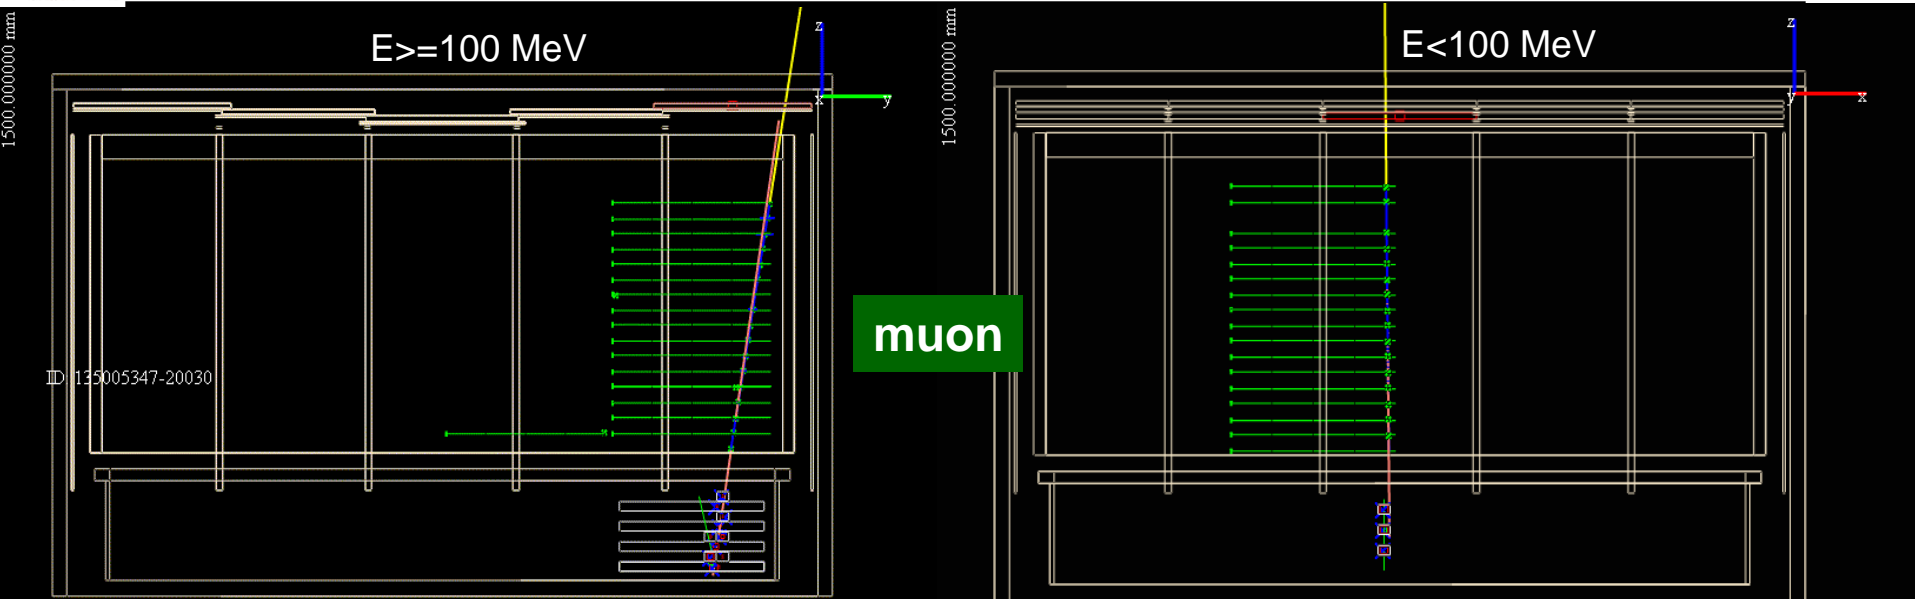 1500.000000 mm
E>=100 MeV
z
x
y
ID: 135005347-20030
muon
1500.000000 mm
E<100 MeV
z
y
x